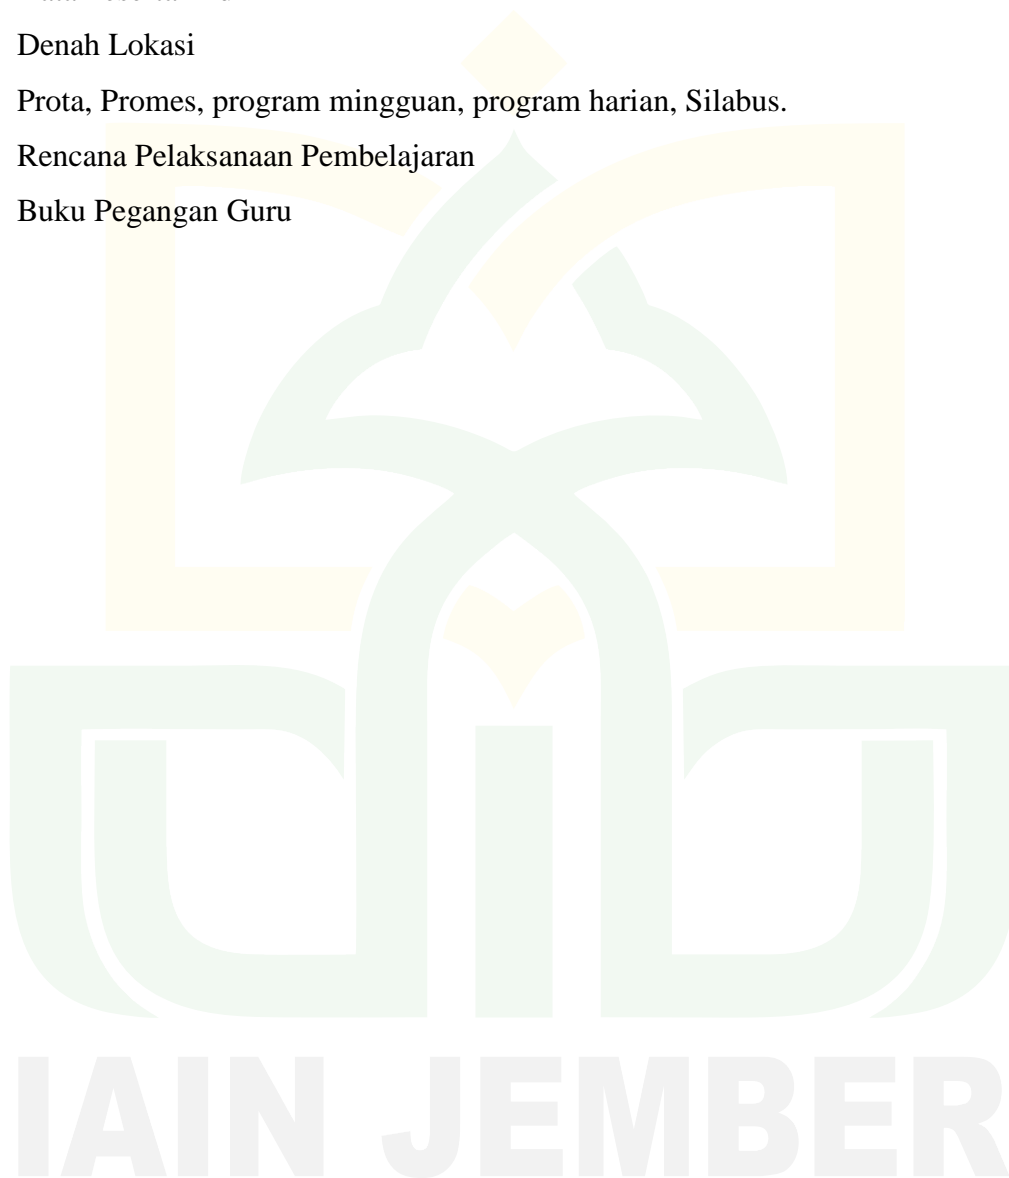 Denah Lokasi
Prota, Promes, program mingguan, program harian, Silabus.
Rencana Pelaksanaan Pembelajaran
Buku Pegangan Guru
IAIN JEMBER